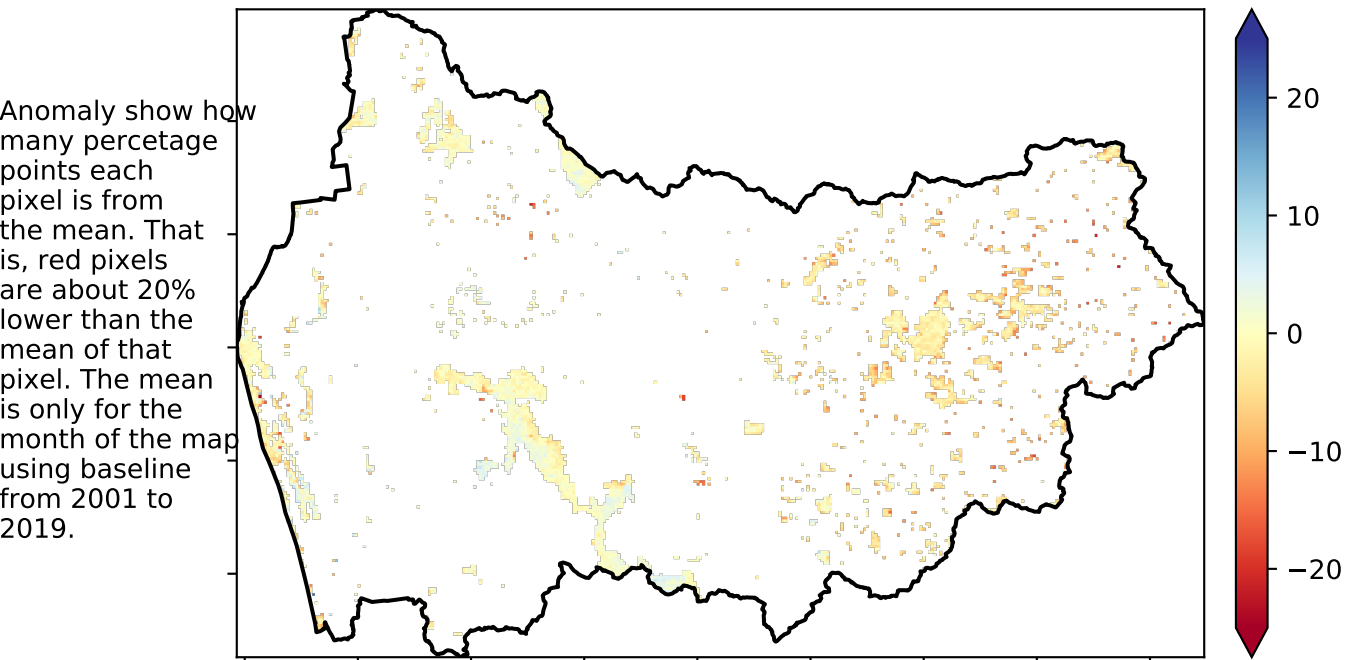 Anomaly show how
many percetage
points each
pixel is from
the mean. That
is, red pixels
are about 20%
lower than the
mean of that
pixel. The mean
is only for the
month of the map
using baseline
from 2001 to
2019.
20
10
0
−10
−20